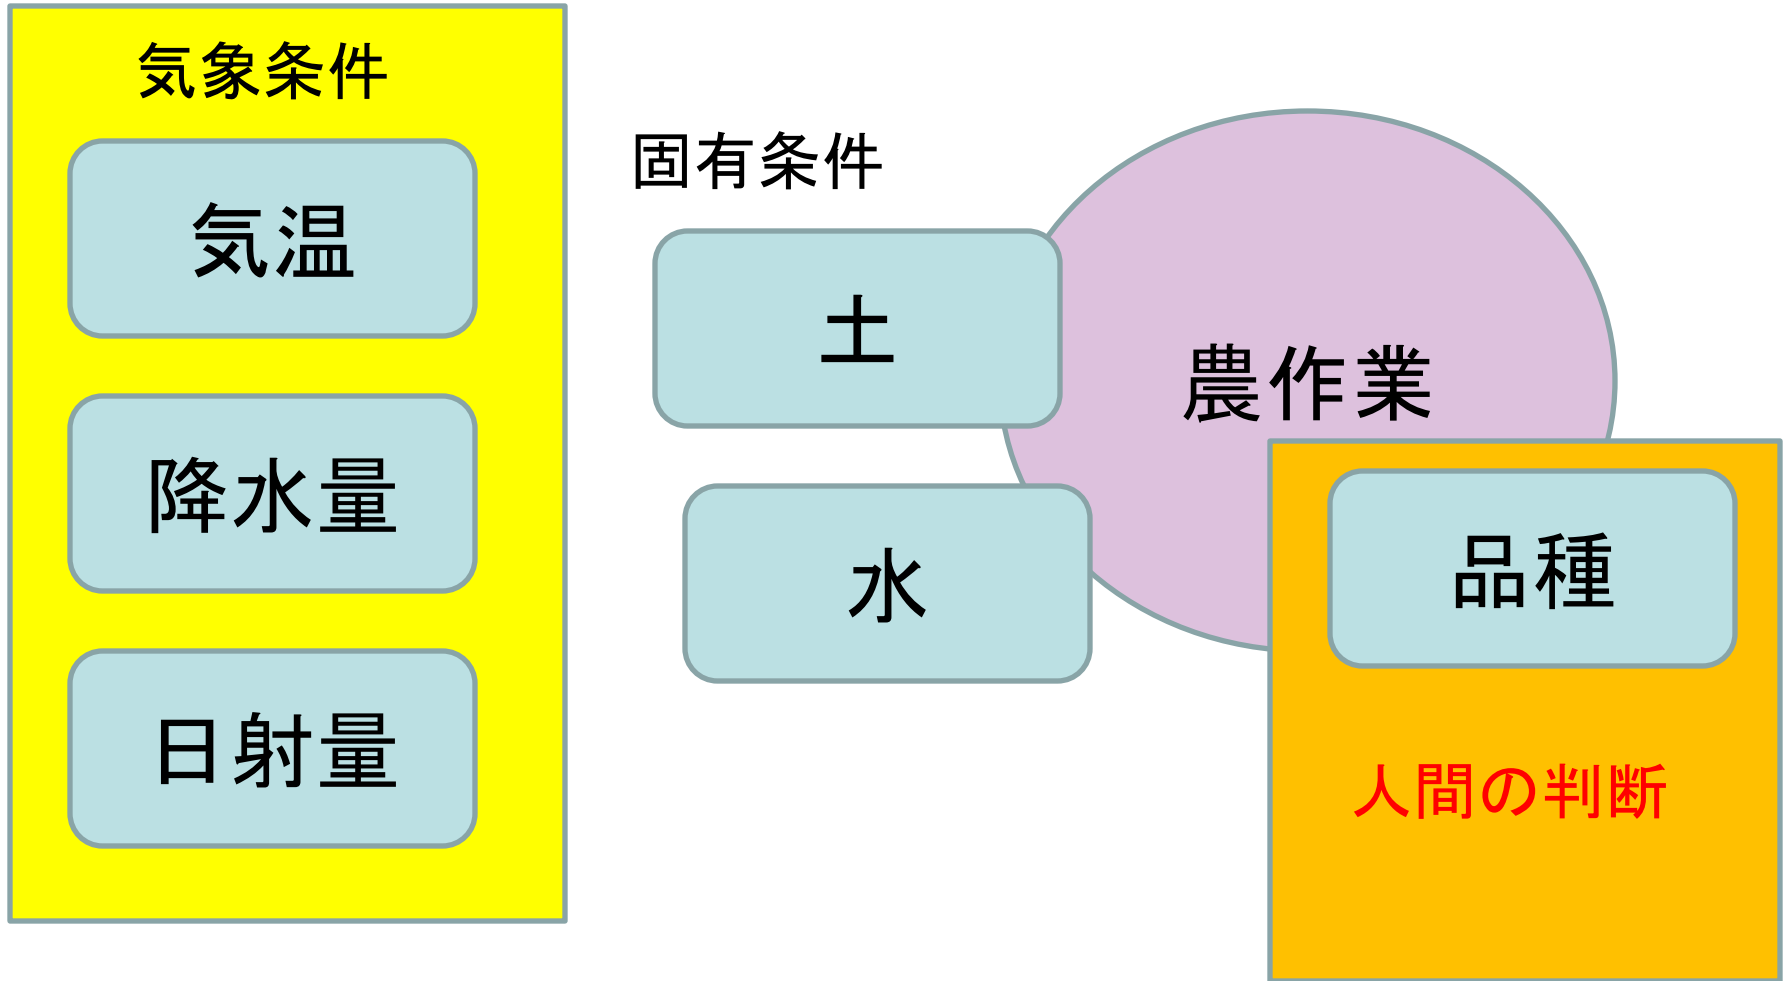 気象条件
気温
降水量
日射量
固有条件
土
水
農作業
品種
人間の判断